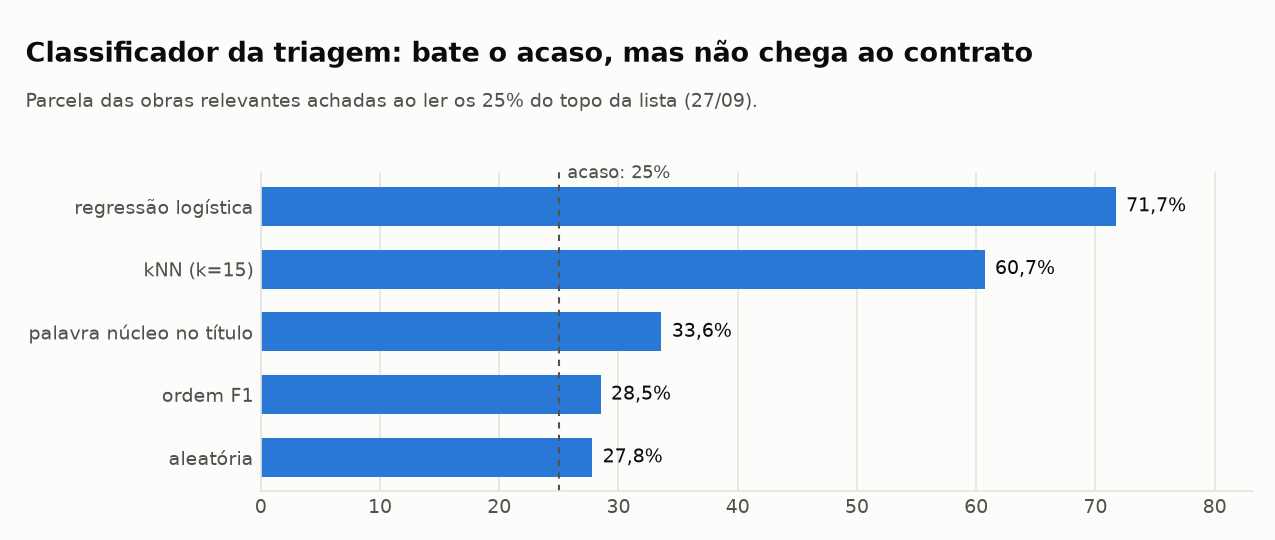 Classificador da triagem: bate o acaso, mas não chega ao contrato
Parcela das obras relevantes achadas ao ler os 25% do topo da lista (27/09).
acaso: 25%
regressão logística 71,7%
kNN (k=15) 60,7%
palavra núcleo no título 33,6%
ordem F1 28,5%
aleatória 27,8%
0 10 20 30 40 50 60 70 80